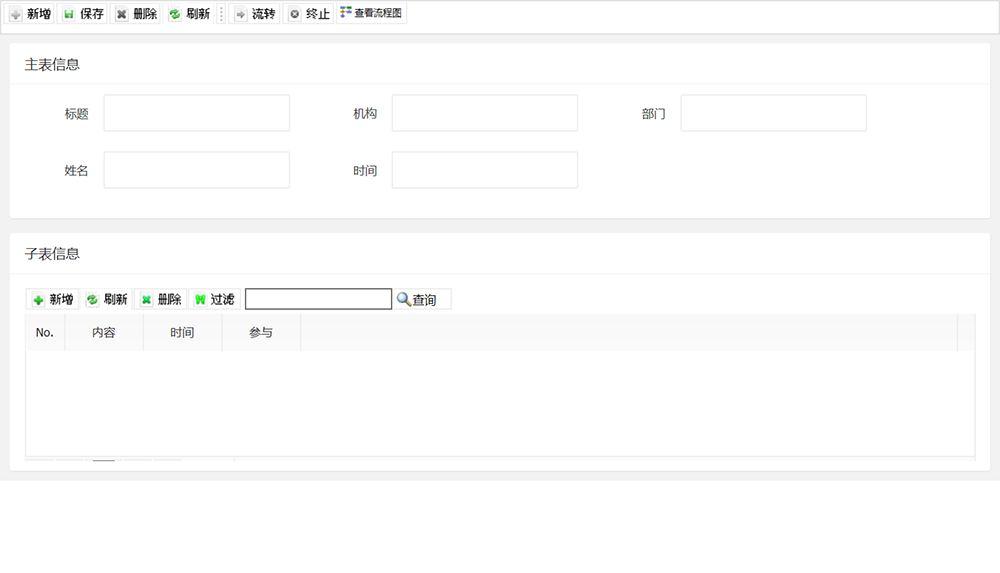 新增 保存 删除 刷新 流转 终止 查看流程图
主表信息
标题 机构 部门
姓名 时间
子表信息
新增 刷新 删除 过滤 查询
No. 内容 时间 参与